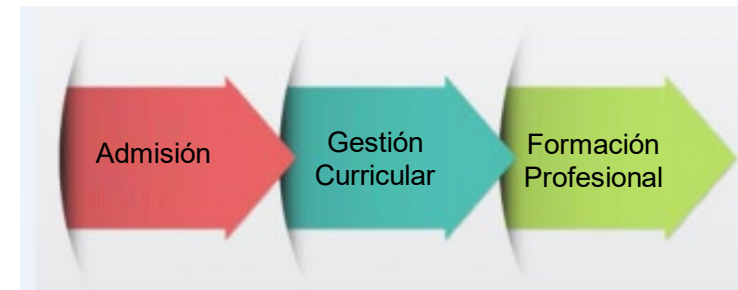 Admisión
Gestión
Curricular
Formación
Profesional